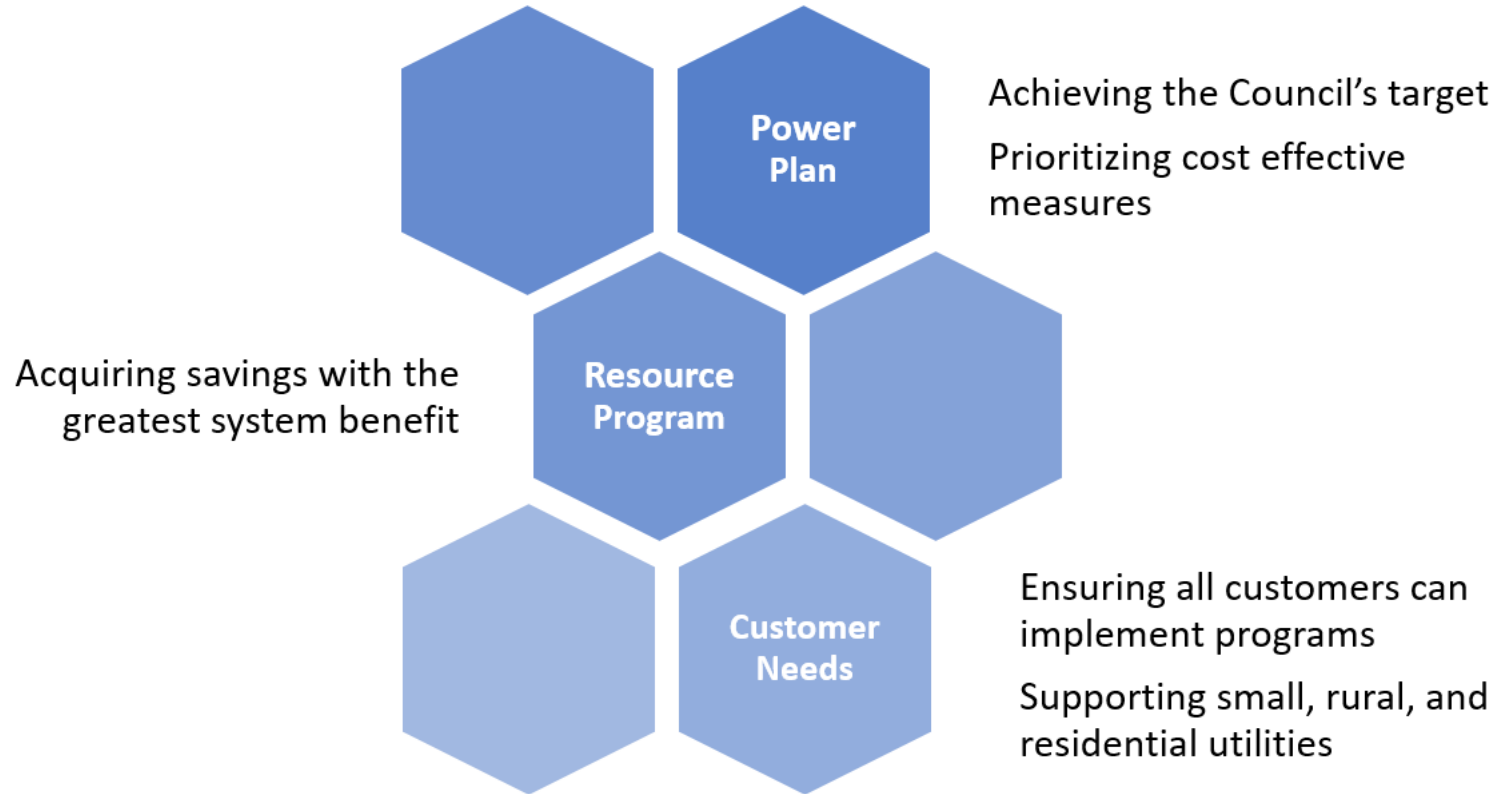 Power
Plan
Achieving the Council’s target
Prioritizing cost effective
measures
Acquiring savings with the
greatest system benefit
Resource
Program
Customer
Needs
Ensuring all customers can
implement programs
Supporting small, rural, and
residential utilities